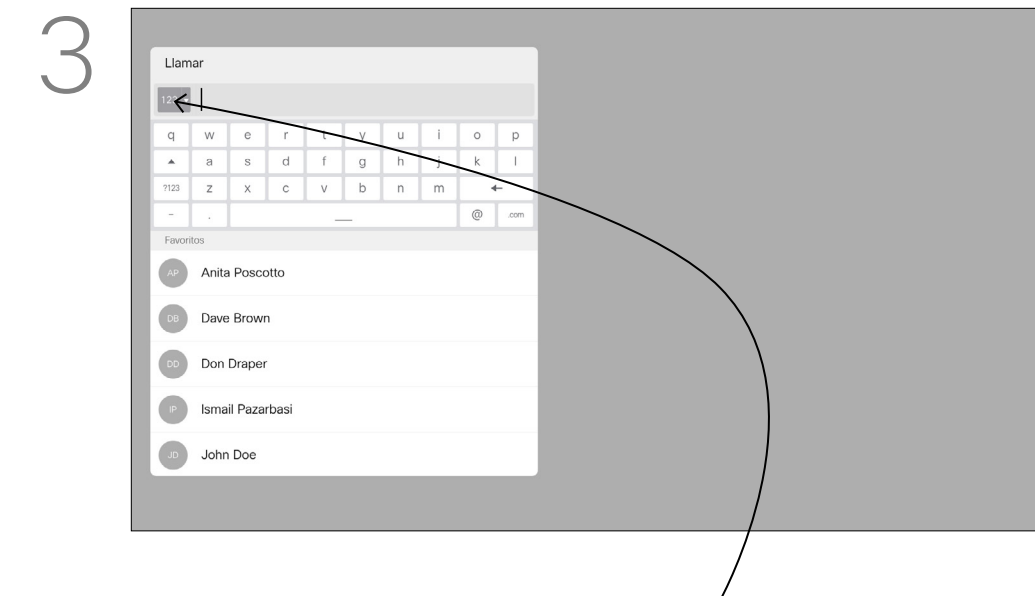 3
Llamar
q w e r t y u i o p
a s d f g h j k l
?123 z x c v b n m
- . @ .com
Favoritos
AP Anita Poscotto
DB Dave Brown
DD Don Draper
IP Ismail Pazarbasi
JD John Doe